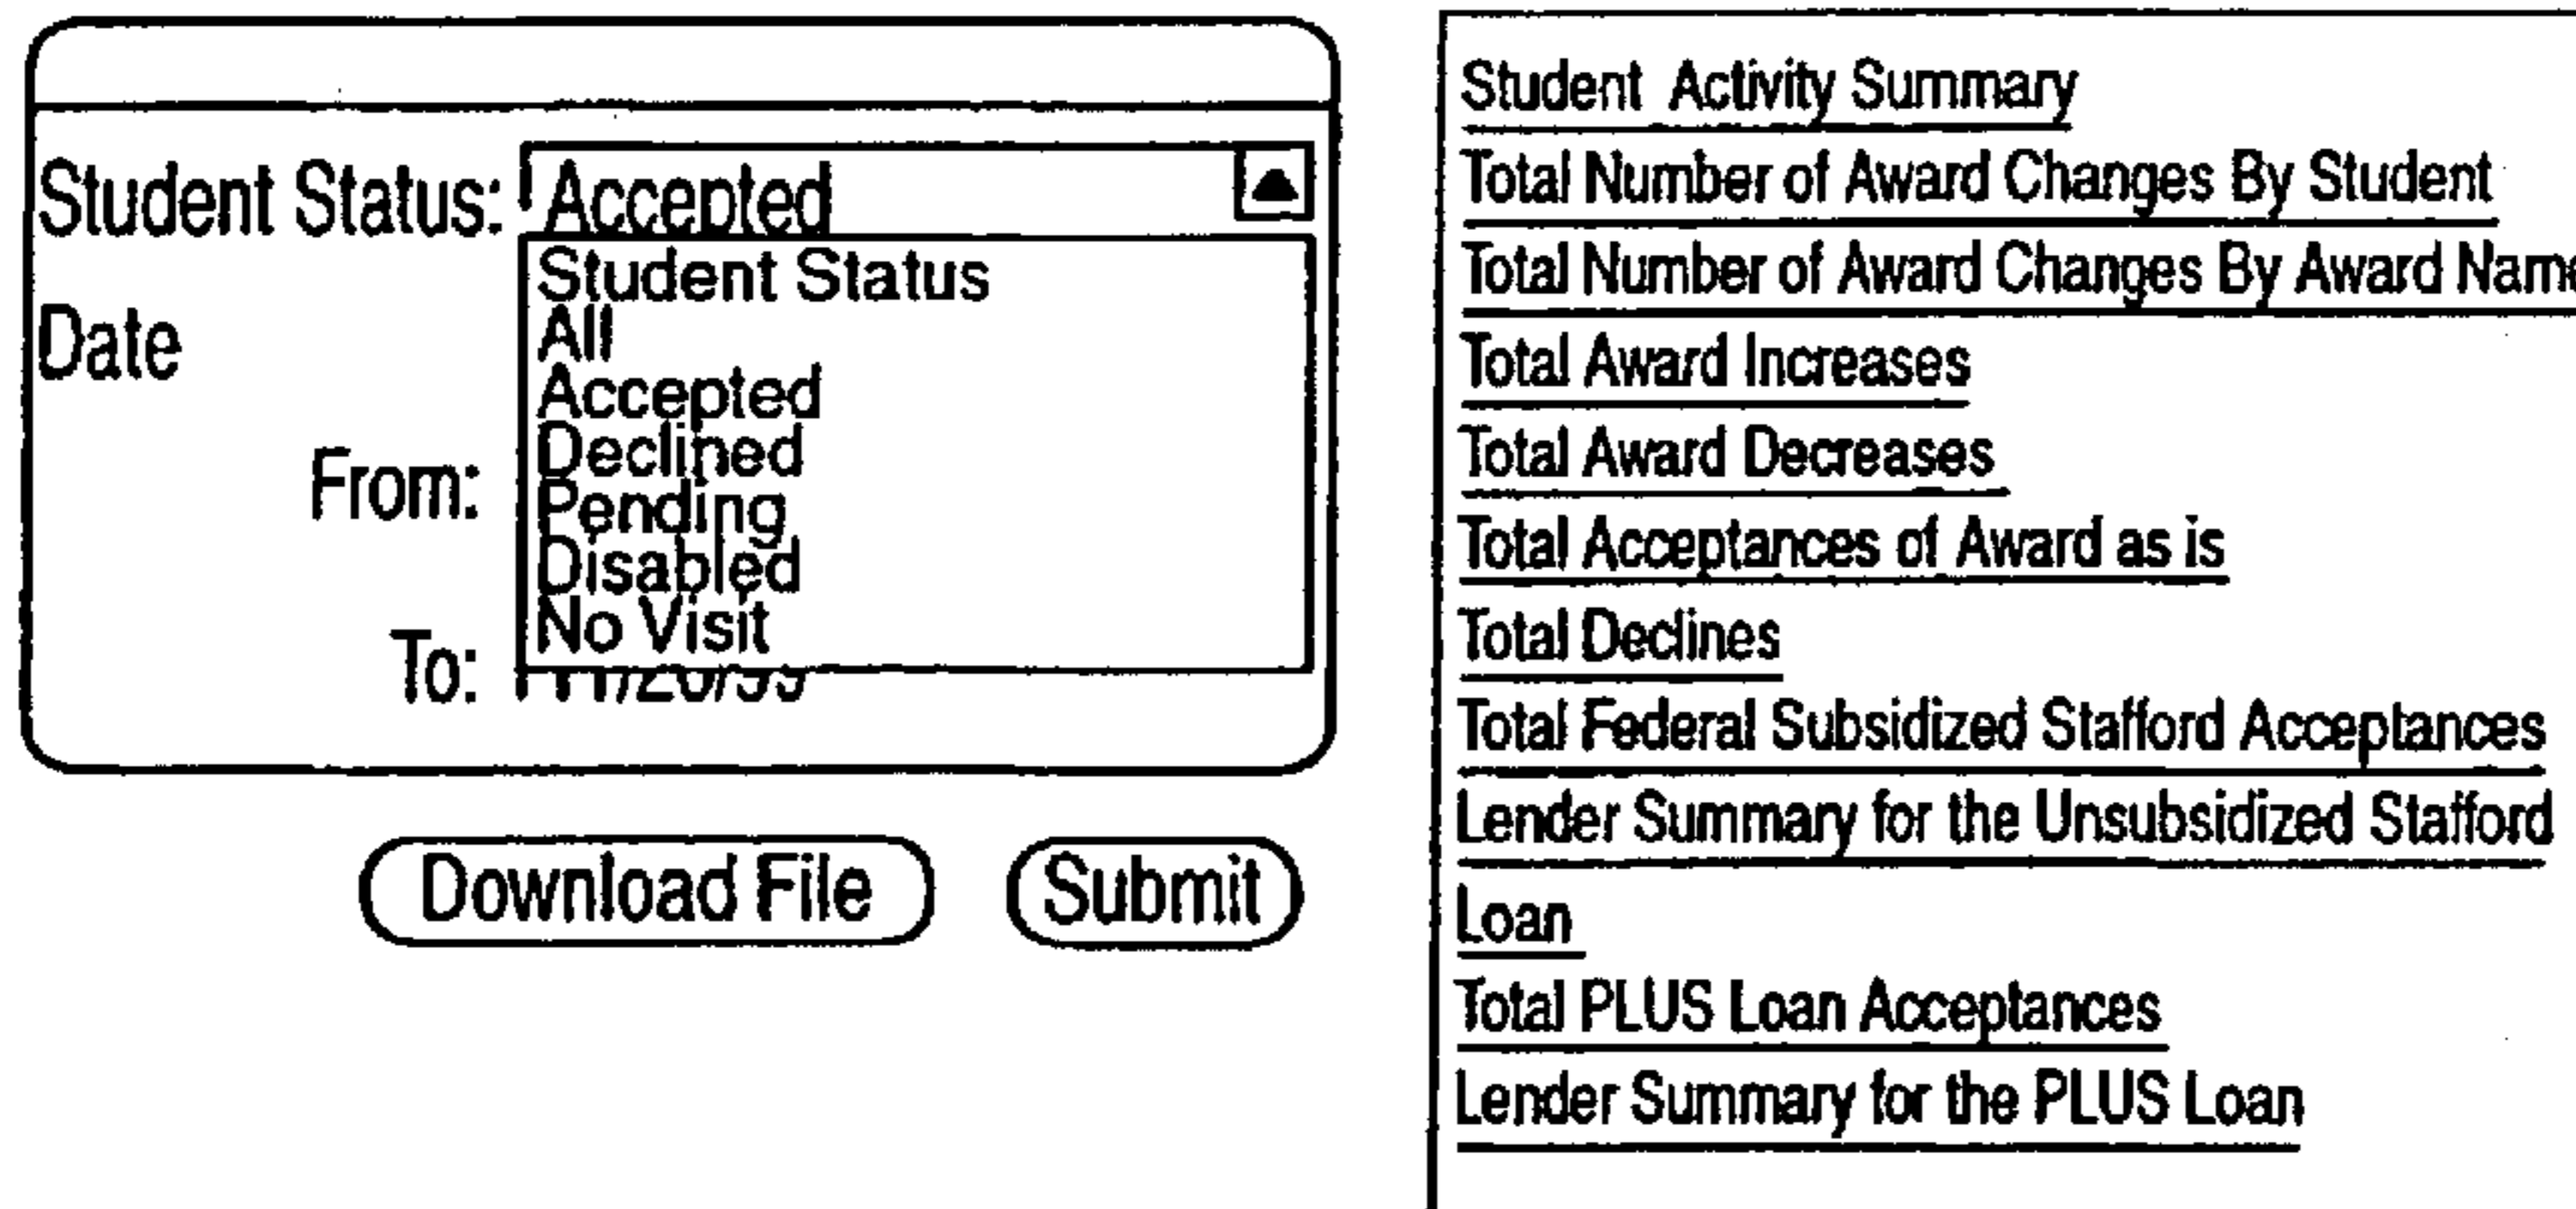 Student Status: Accepted
Student Status
All
Accepted
Declined
Pending
Disabled
No Visit
Date
From:
To:
Download File
Submit
Student Activity Summary
Total Number of Award Changes By Student
Total Number of Award Changes By Award Name
Total Award Increases
Total Award Decreases
Total Acceptances of Award as is
Total Declines
Total Federal Subsidized Stafford Acceptances
Lender Summary for the Unsubsidized Stafford
Loan
Total PLUS Loan Acceptances
Lender Summary for the PLUS Loan